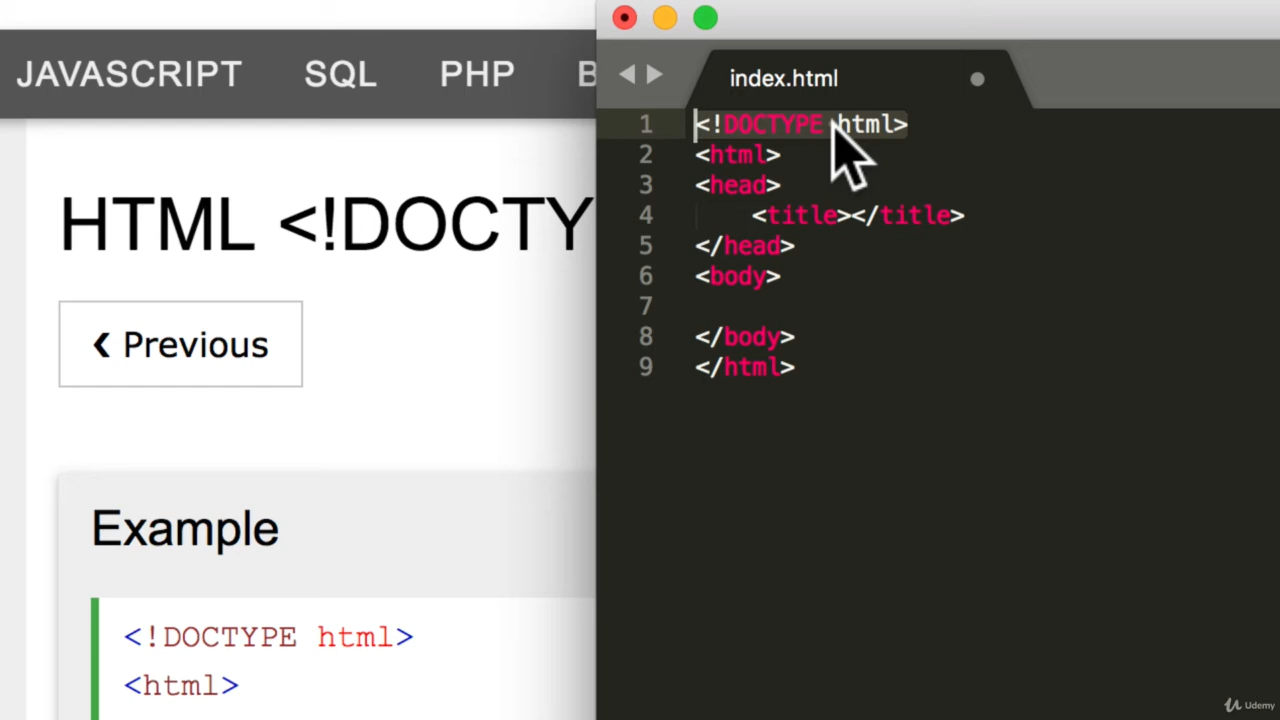 JAVASCRIPT SQL PHP B
HTML <!DOCTY
❮ Previous
Example
<!DOCTYPE html>
<html>
index.html
1 <!DOCTYPE html>
2 <html>
3 <head>
4 <title></title>
5 </head>
6 <body>
7
8 </body>
9 </html>
Udemy